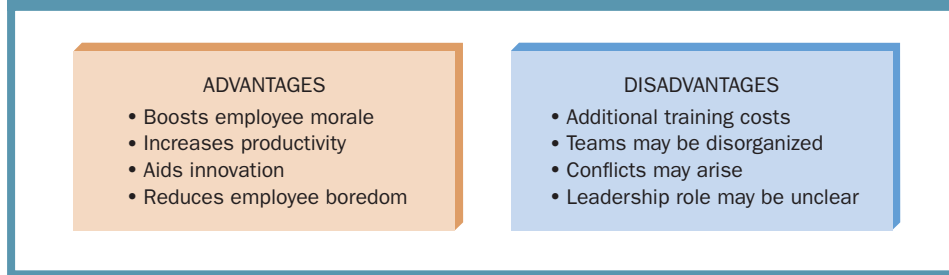 ADVANTAGES
• Boosts employee morale
• Increases productivity
• Aids innovation
• Reduces employee boredom
DISADVANTAGES
• Additional training costs
• Teams may be disorganized
• Conflicts may arise
• Leadership role may be unclear